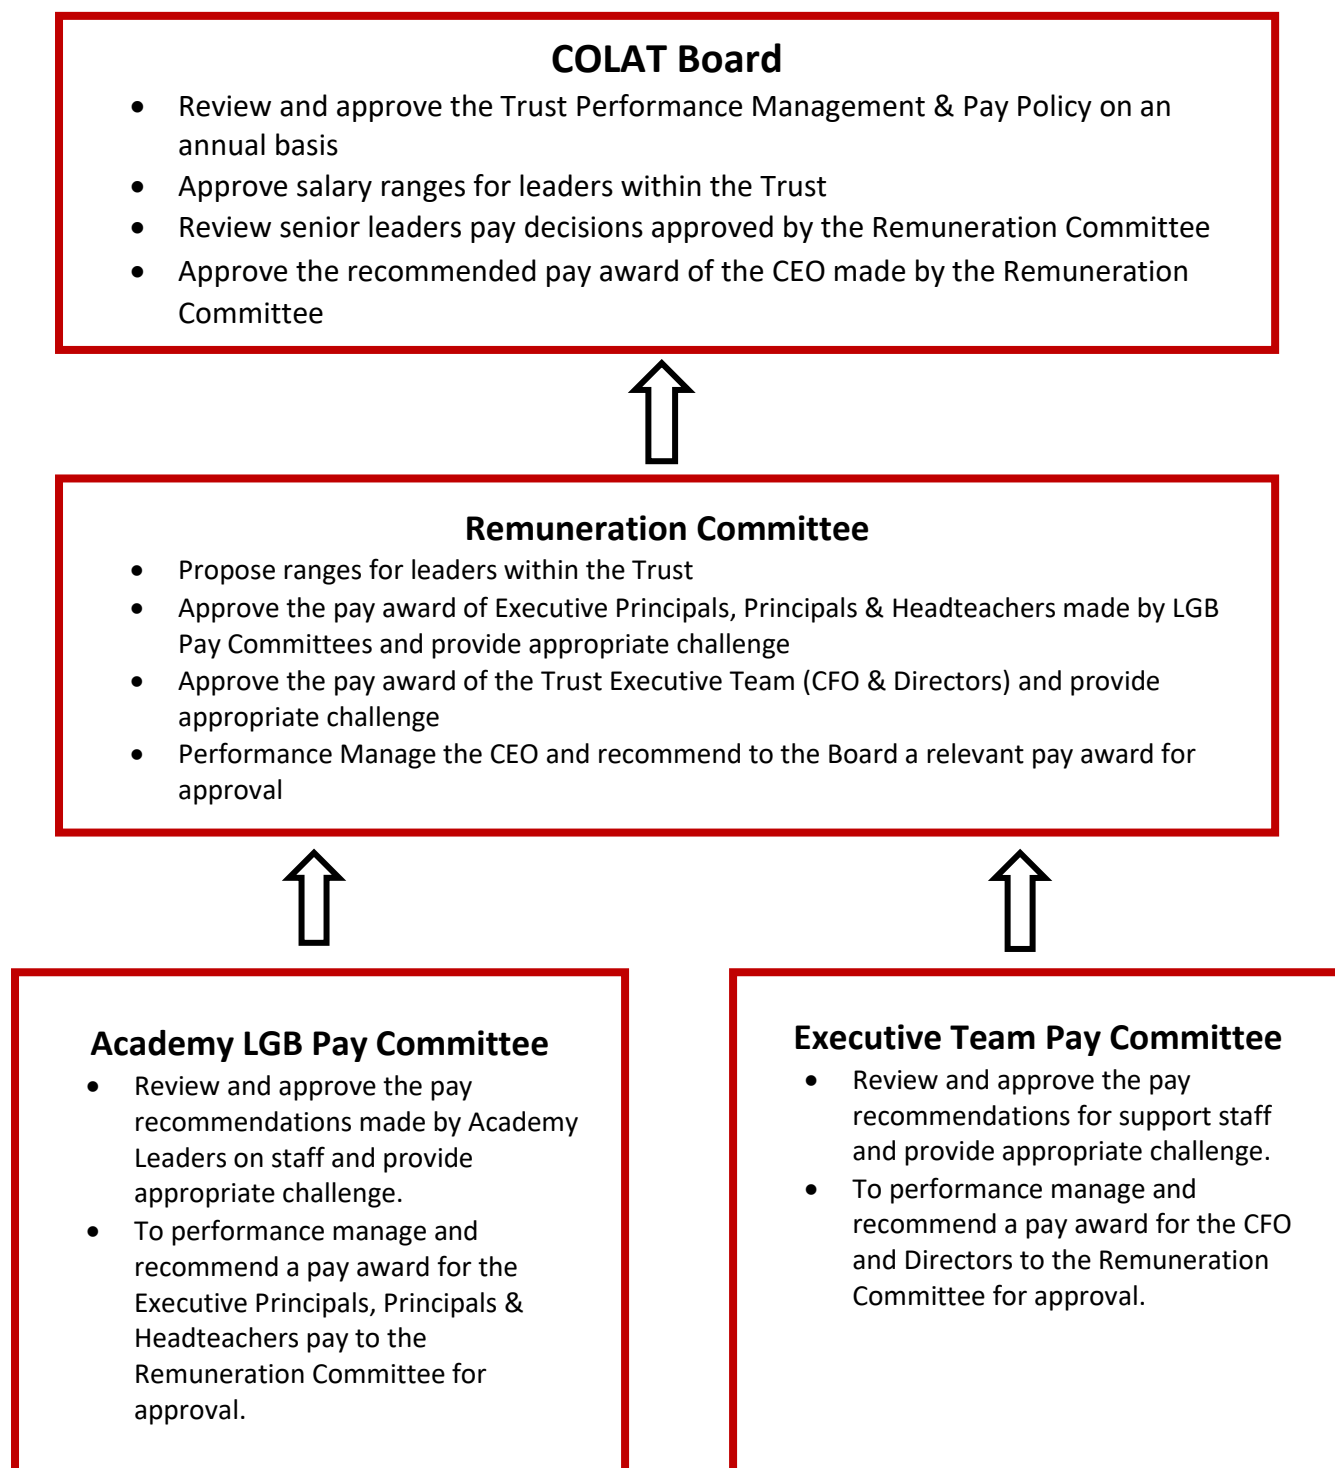 COLAT Board
• Review and approve the Trust Performance Management & Pay Policy on an
annual basis
• Approve salary ranges for leaders within the Trust
• Review senior leaders pay decisions approved by the Remuneration Committee
• Approve the recommended pay award of the CEO made by the Remuneration
Committee
Remuneration Committee
• Propose ranges for leaders within the Trust
• Approve the pay award of Executive Principals, Principals & Headteachers made by LGB
Pay Committees and provide appropriate challenge
• Approve the pay award of the Trust Executive Team (CFO & Directors) and provide
appropriate challenge
• Performance Manage the CEO and recommend to the Board a relevant pay award for
approval
Academy LGB Pay Committee
• Review and approve the pay
recommendations made by Academy
Leaders on staff and provide
appropriate challenge.
• To performance manage and
recommend a pay award for the
Executive Principals, Principals &
Headteachers pay to the
Remuneration Committee for
approval.
Executive Team Pay Committee
• Review and approve the pay
recommendations for support staff
and provide appropriate challenge.
• To performance manage and
recommend a pay award for the CFO
and Directors to the Remuneration
Committee for approval.